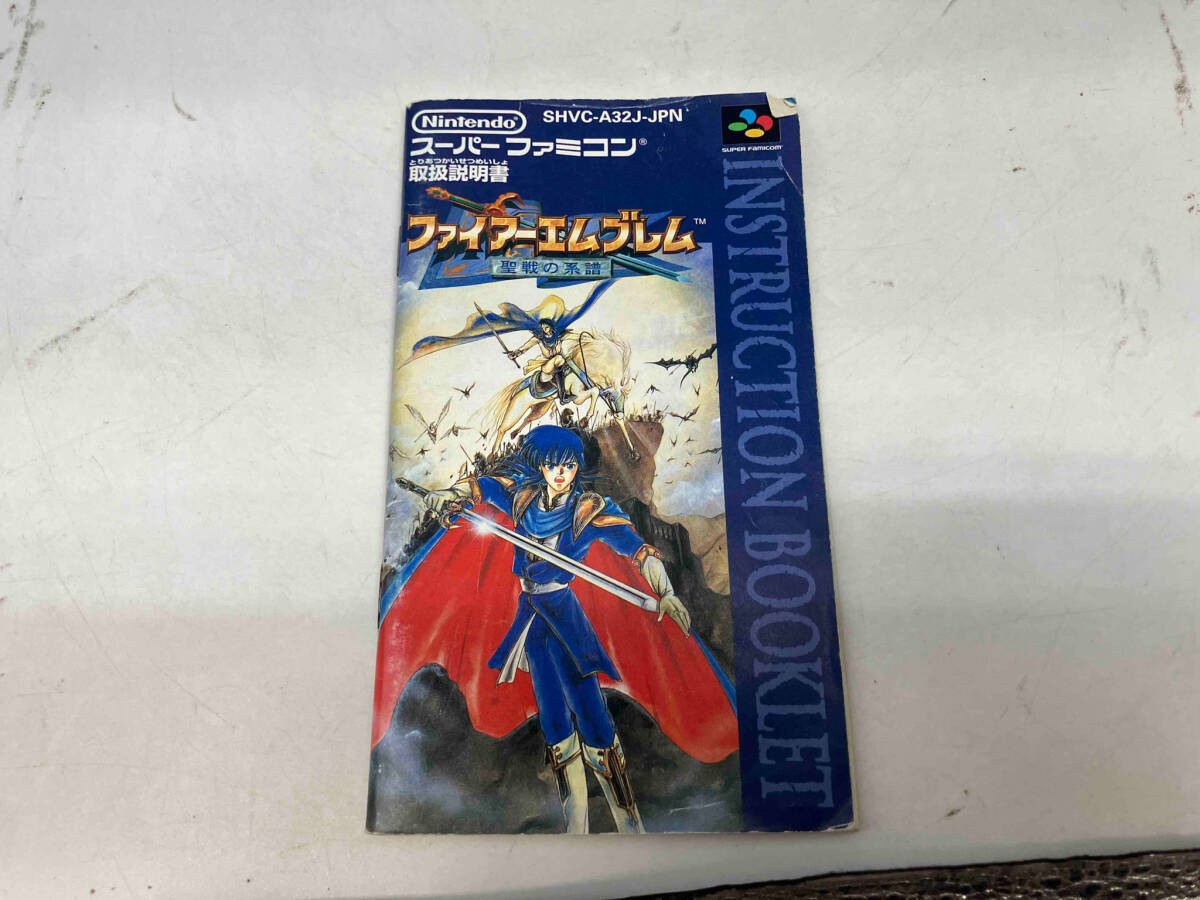 Nintendo
SHVC-A32J-JPN
スーパーファミコン®
とりあつかいせつめいしょ
取扱説明書
ファイアーエムブレム™
聖戦の系譜
SUPER FAMICOM
INSTRUCTION BOOKLET